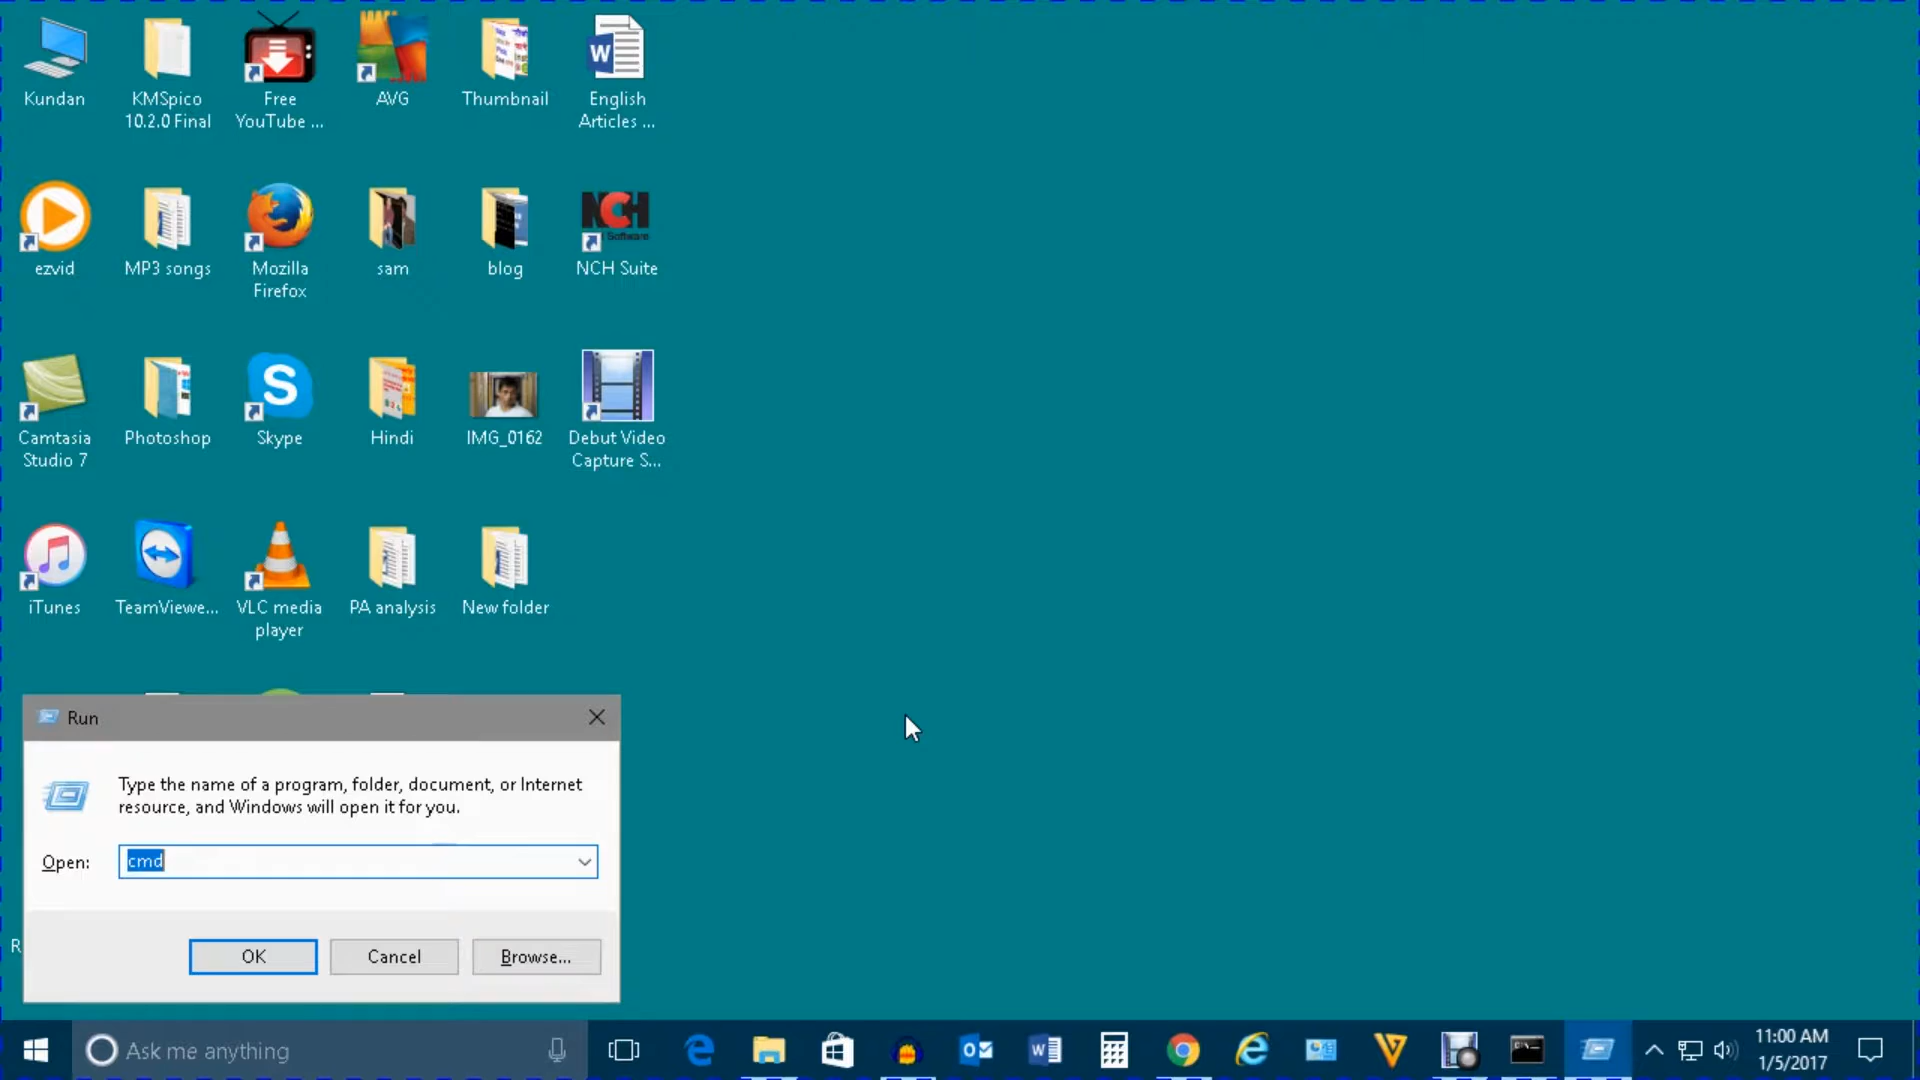 Kundan
KMSpico
10.2.0 Final
Free
YouTube ...
AVG
Thumbnail
English
Articles ...
ezvid
MP3 songs
Mozilla
Firefox
sam
blog
NCH
Software
NCH Suite
Camtasia
Studio 7
Photoshop
Skype
Hindi
IMG_0162
Debut Video
Capture S...
iTunes
TeamViewe...
VLC media
player
PA analysis
New folder
Run
Type the name of a program, folder, document, or Internet
resource, and Windows will open it for you.
Open:
cmd
R
OK
Cancel
Browse...
Ask me anything
11:00 AM
1/5/2017